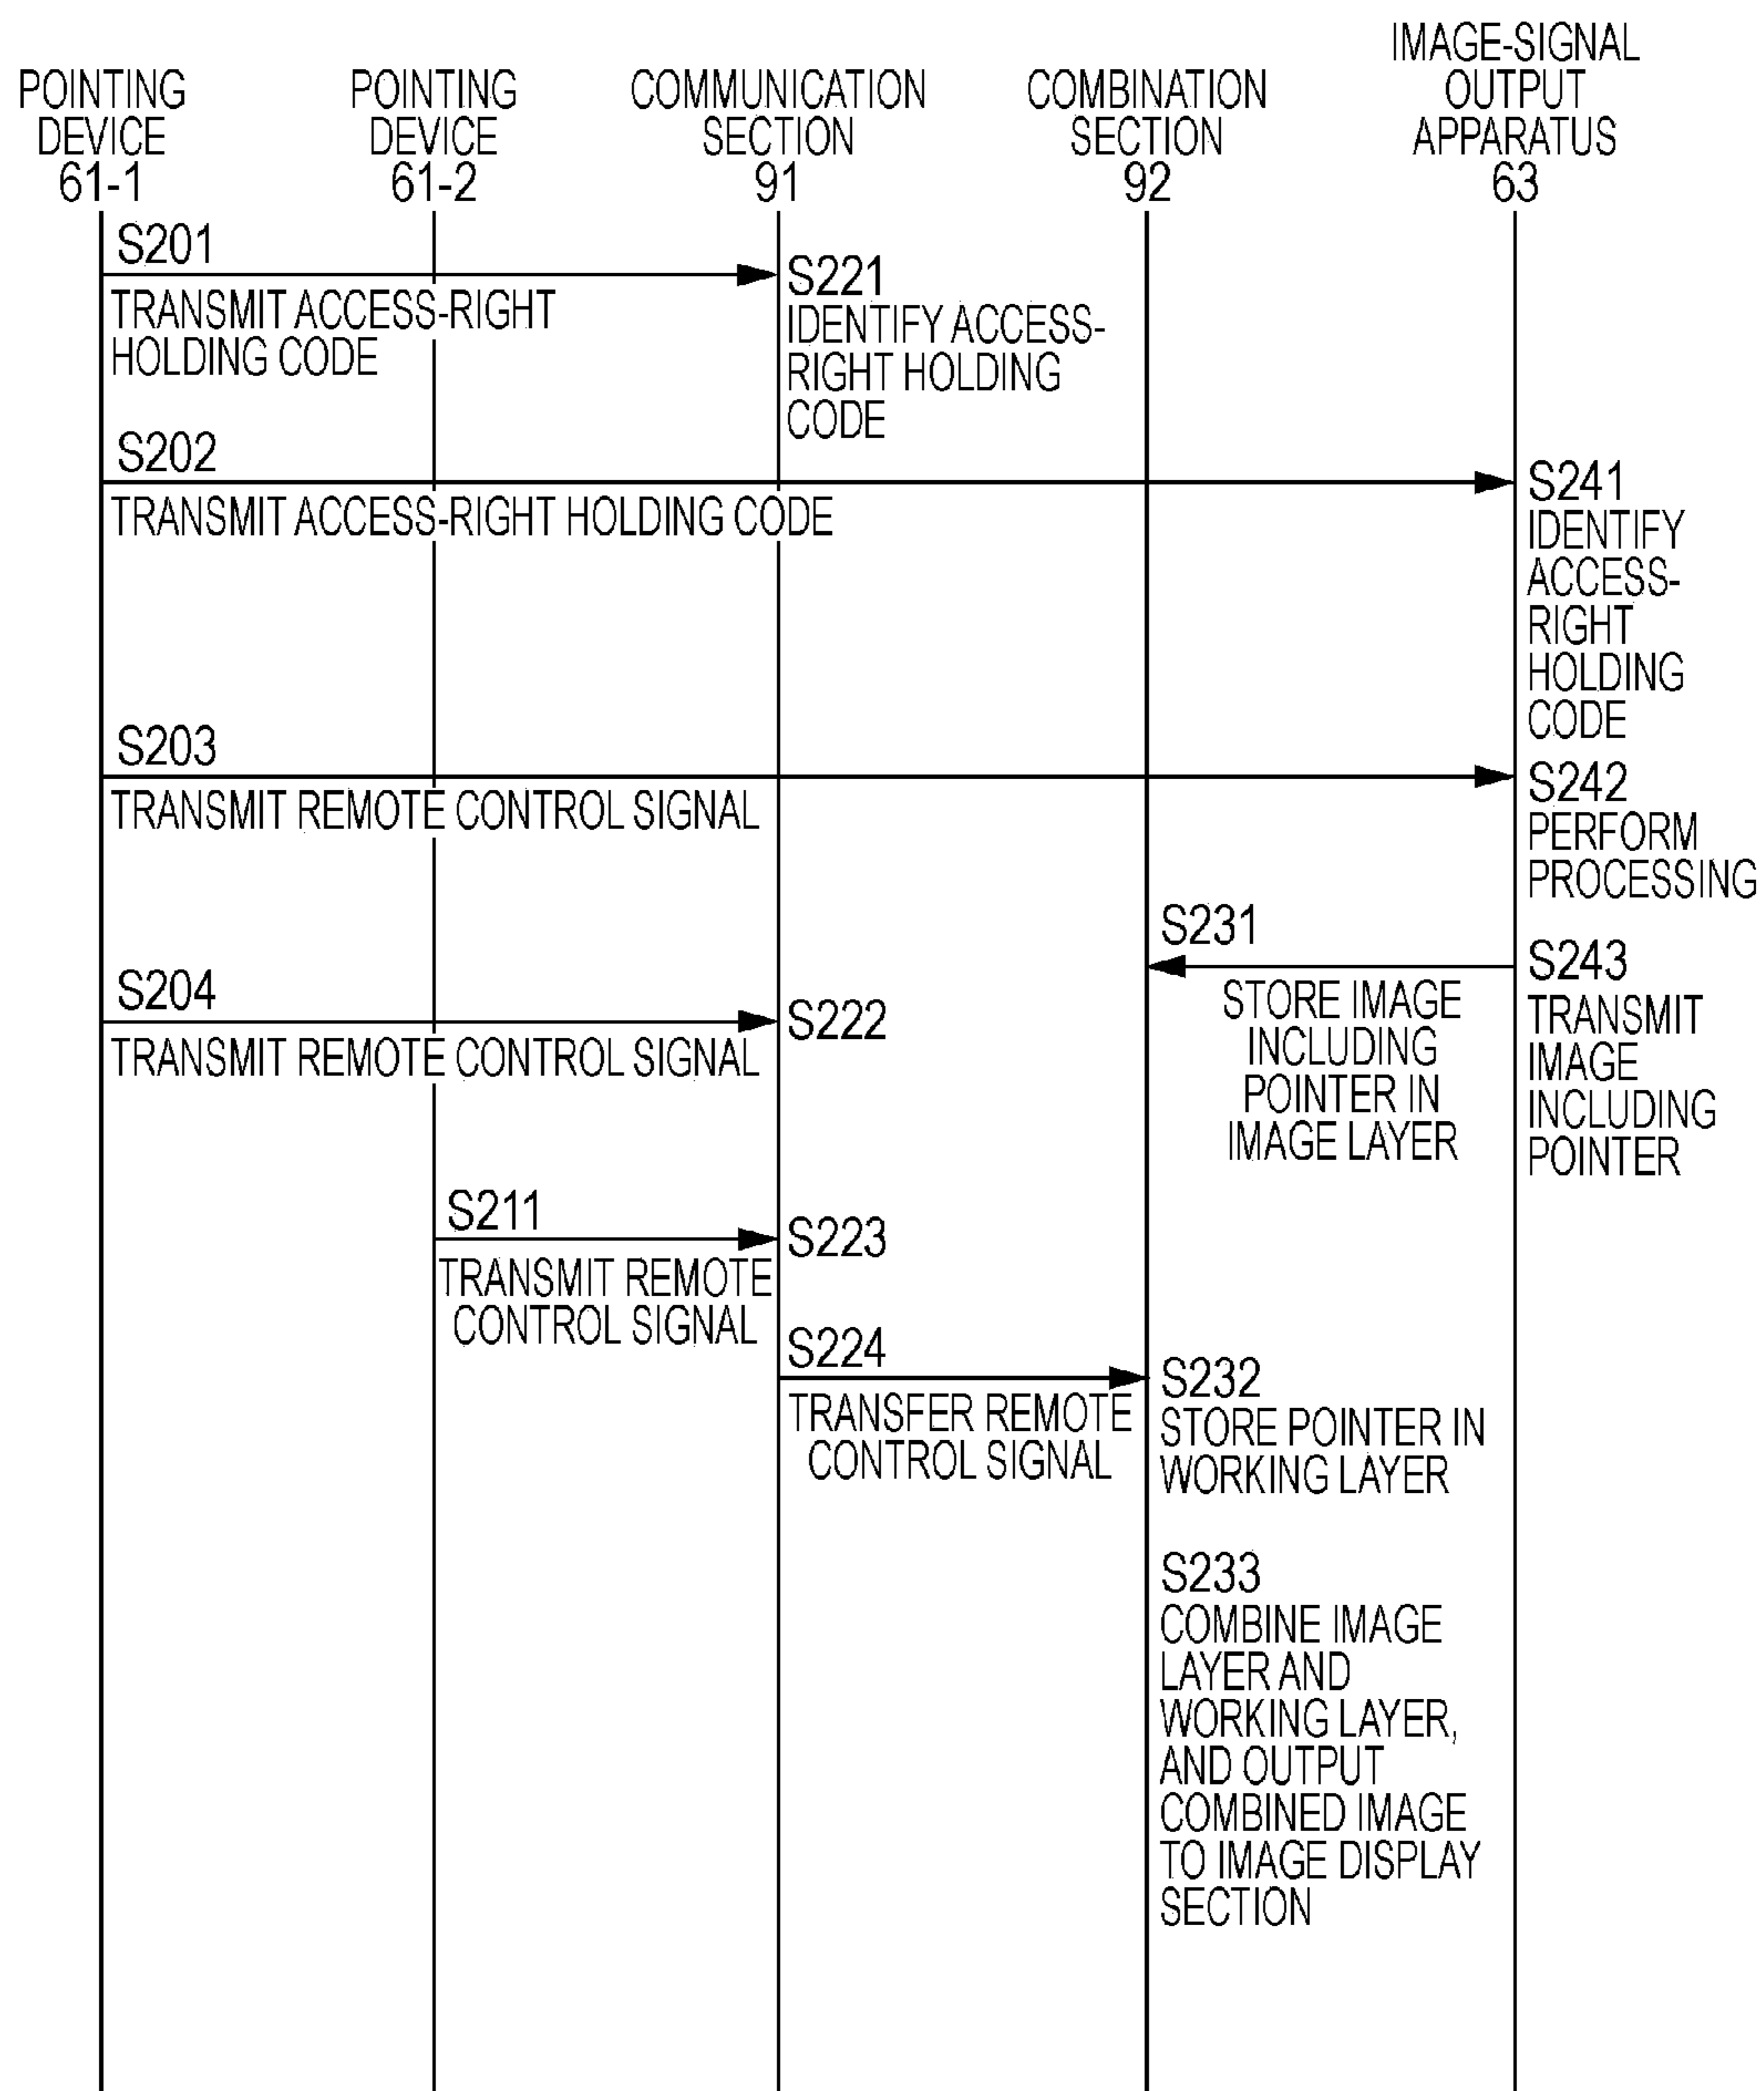 POINTING
DEVICE
61-1
POINTING
DEVICE
61-2
COMMUNICATION
SECTION
91
COMBINATION
SECTION
92
IMAGE-SIGNAL
OUTPUT
APPARATUS
63
S201
TRANSMIT ACCESS-RIGHT
HOLDING CODE
S221
IDENTIFY ACCESS-
RIGHT HOLDING
CODE
S202
TRANSMIT ACCESS-RIGHT HOLDING CODE
S241
IDENTIFY
ACCESS-
RIGHT
HOLDING
CODE
S203
TRANSMIT REMOTE CONTROL SIGNAL
S242
PERFORM
PROCESSING
S231
STORE IMAGE
INCLUDING
POINTER IN
IMAGE LAYER
S243
TRANSMIT
IMAGE
INCLUDING
POINTER
S204
TRANSMIT REMOTE CONTROL SIGNAL
S222
S211
TRANSMIT REMOTE
CONTROL SIGNAL
S223
S224
TRANSFER REMOTE
CONTROL SIGNAL
S232
STORE POINTER IN
WORKING LAYER
S233
COMBINE IMAGE
LAYER AND
WORKING LAYER,
AND OUTPUT
COMBINED IMAGE
TO IMAGE DISPLAY
SECTION